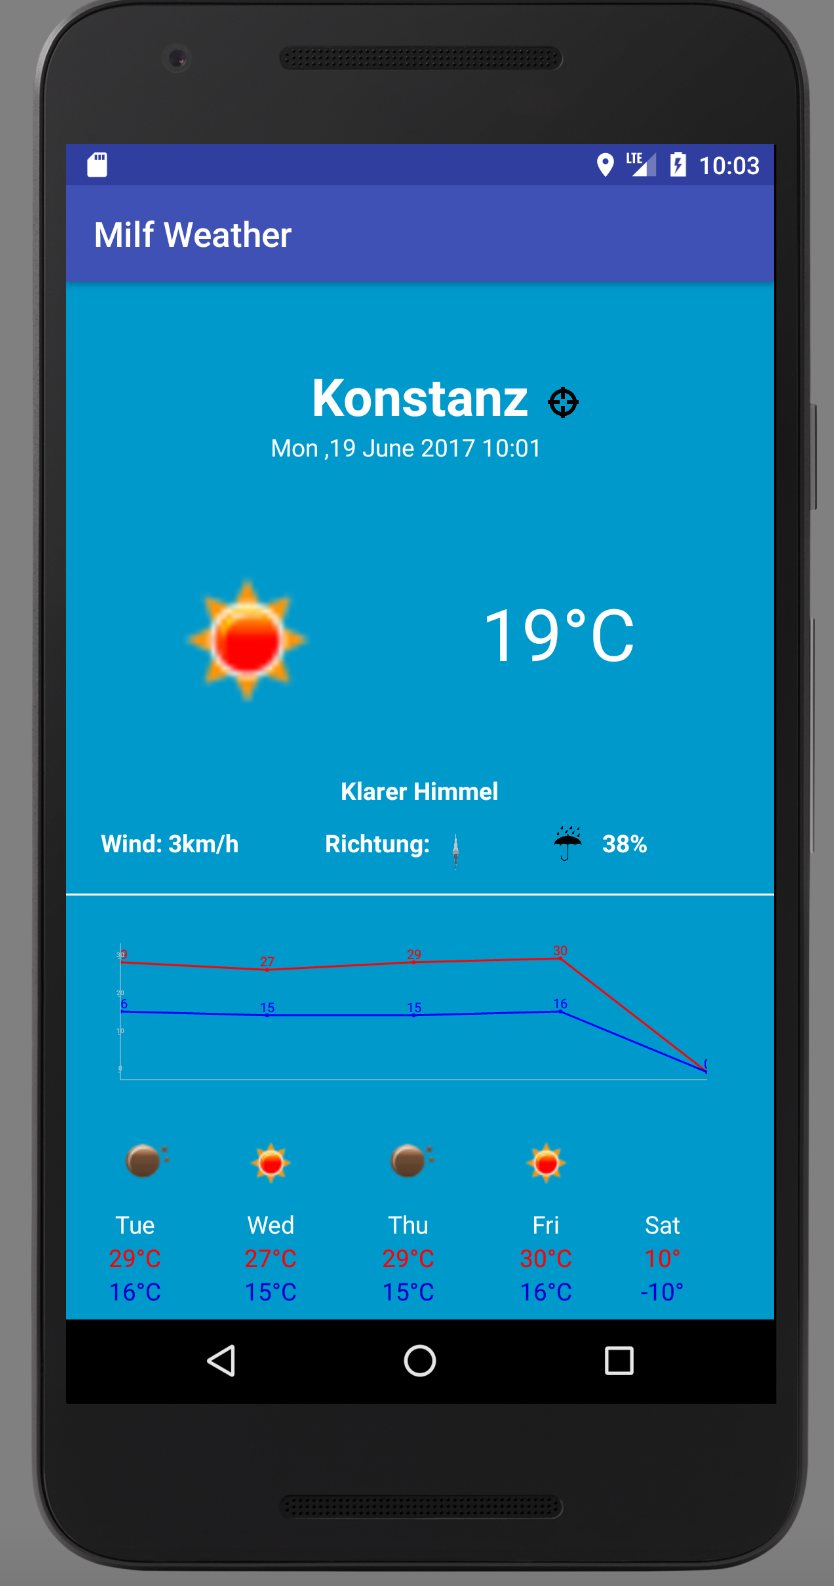 LTE 10:03
Milf Weather
Konstanz
Mon ,19 June 2017 10:01
19°C
Klarer Himmel
Wind: 3km/h Richtung: 38%
30
27 29 30
20
6 15 15 16
10
0
Tue Wed Thu Fri Sat
29°C 27°C 29°C 30°C 10°
16°C 15°C 15°C 16°C -10°